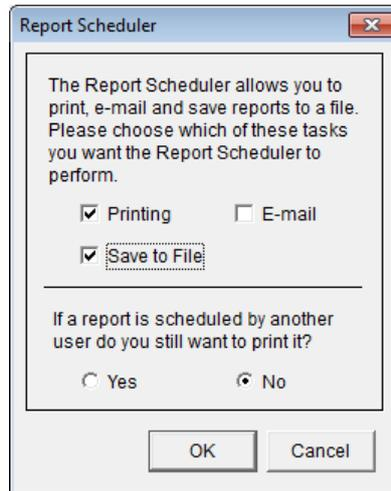 Report Scheduler
The Report Scheduler allows you to
print, e-mail and save reports to a file.
Please choose which of these tasks
you want the Report Scheduler to
perform.
Printing E-mail
Save to File
If a report is scheduled by another
user do you still want to print it?
Yes No
OK Cancel